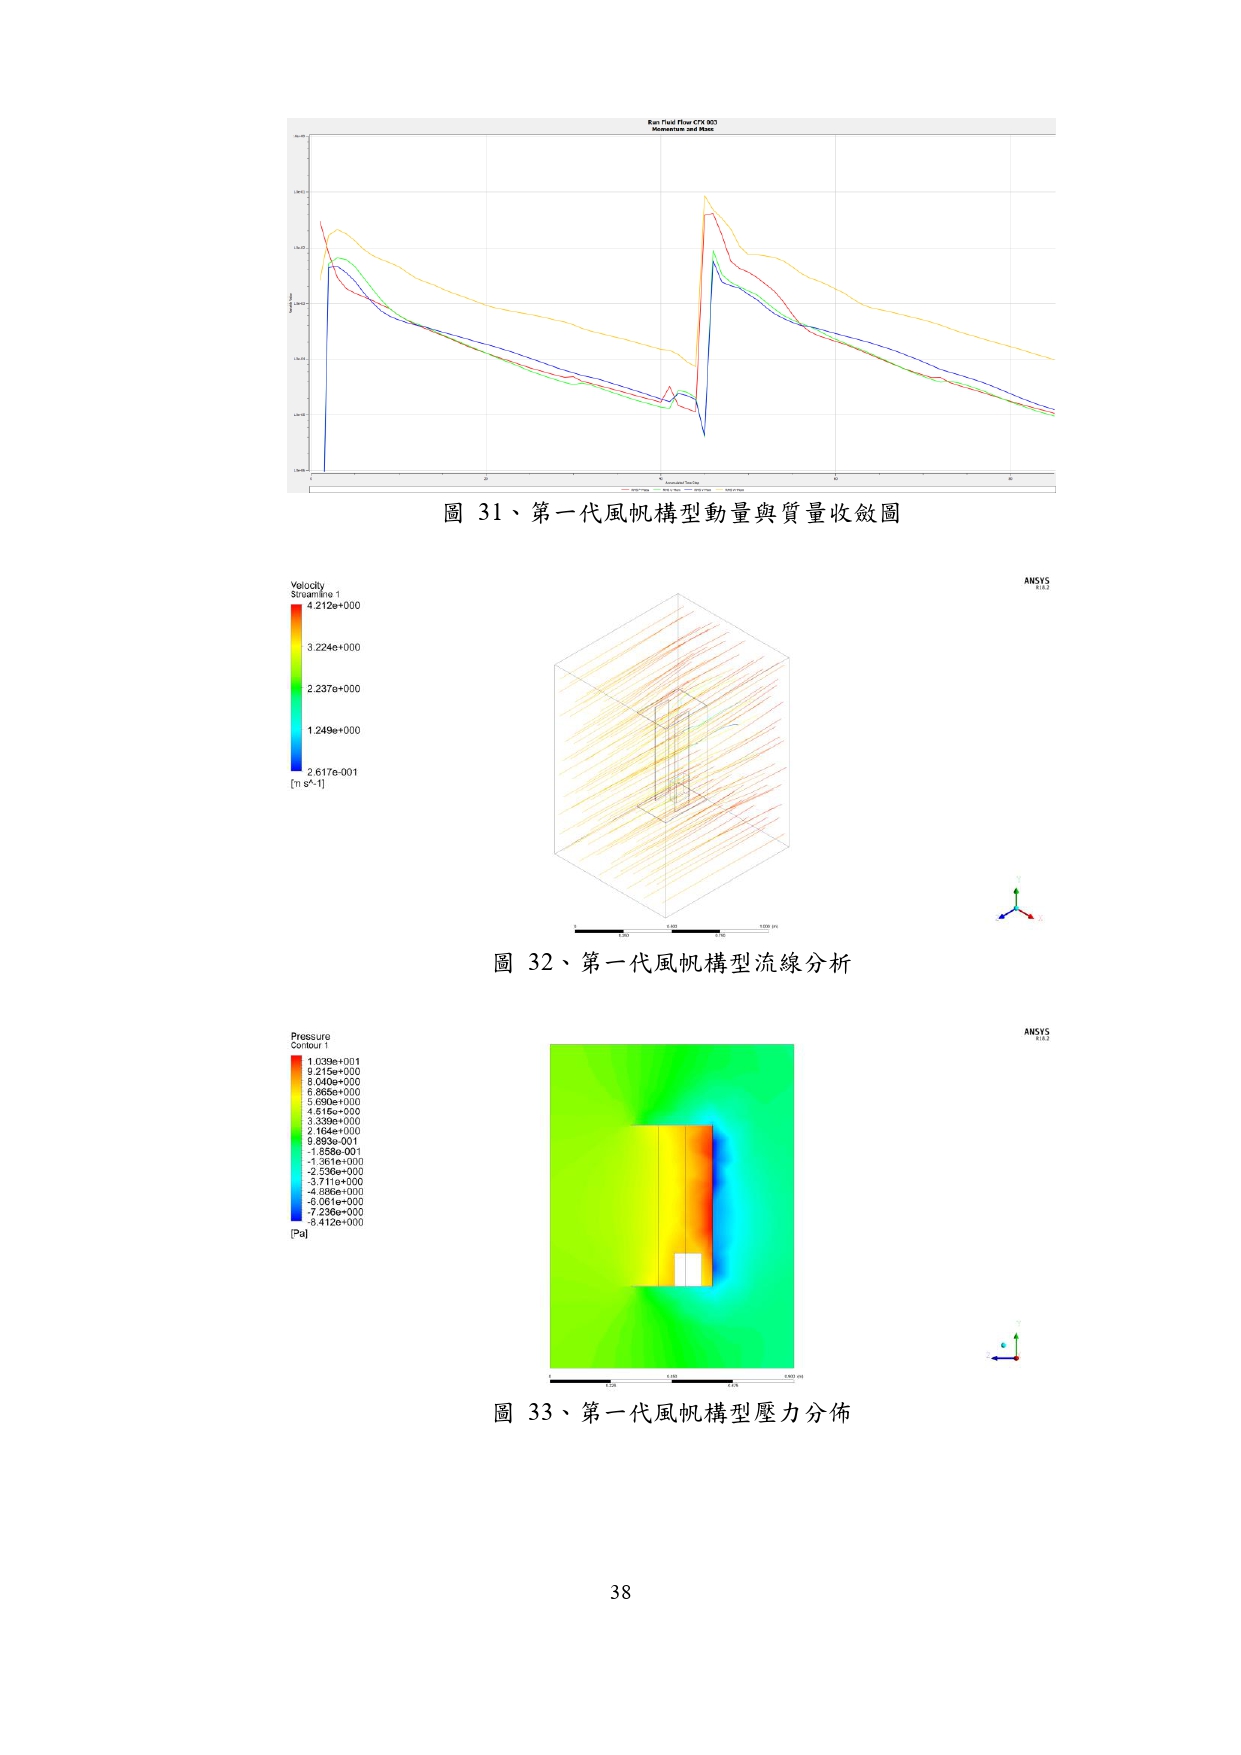 Run Fluid Flow CFX 003
Momentum and Mass
Accumulated Time Step
圖 31、第一代風帆構型動量與質量收斂圖
Velocity
Streamline 1
4.212e+000
3.224e+000
2.237e+000
1.249e+000
2.617e-001
[m s^-1]
ANSYS
R18.2
圖 32、第一代風帆構型流線分析
Pressure
Contour 1
1.039e+001
9.215e+000
8.040e+000
6.865e+000
5.690e+000
4.515e+000
3.339e+000
2.164e+000
9.893e-001
-1.858e-001
-1.361e+000
-2.536e+000
-3.711e+000
-4.886e+000
-6.061e+000
-7.236e+000
-8.412e+000
[Pa]
ANSYS
R18.2
圖 33、第一代風帆構型壓力分佈
38